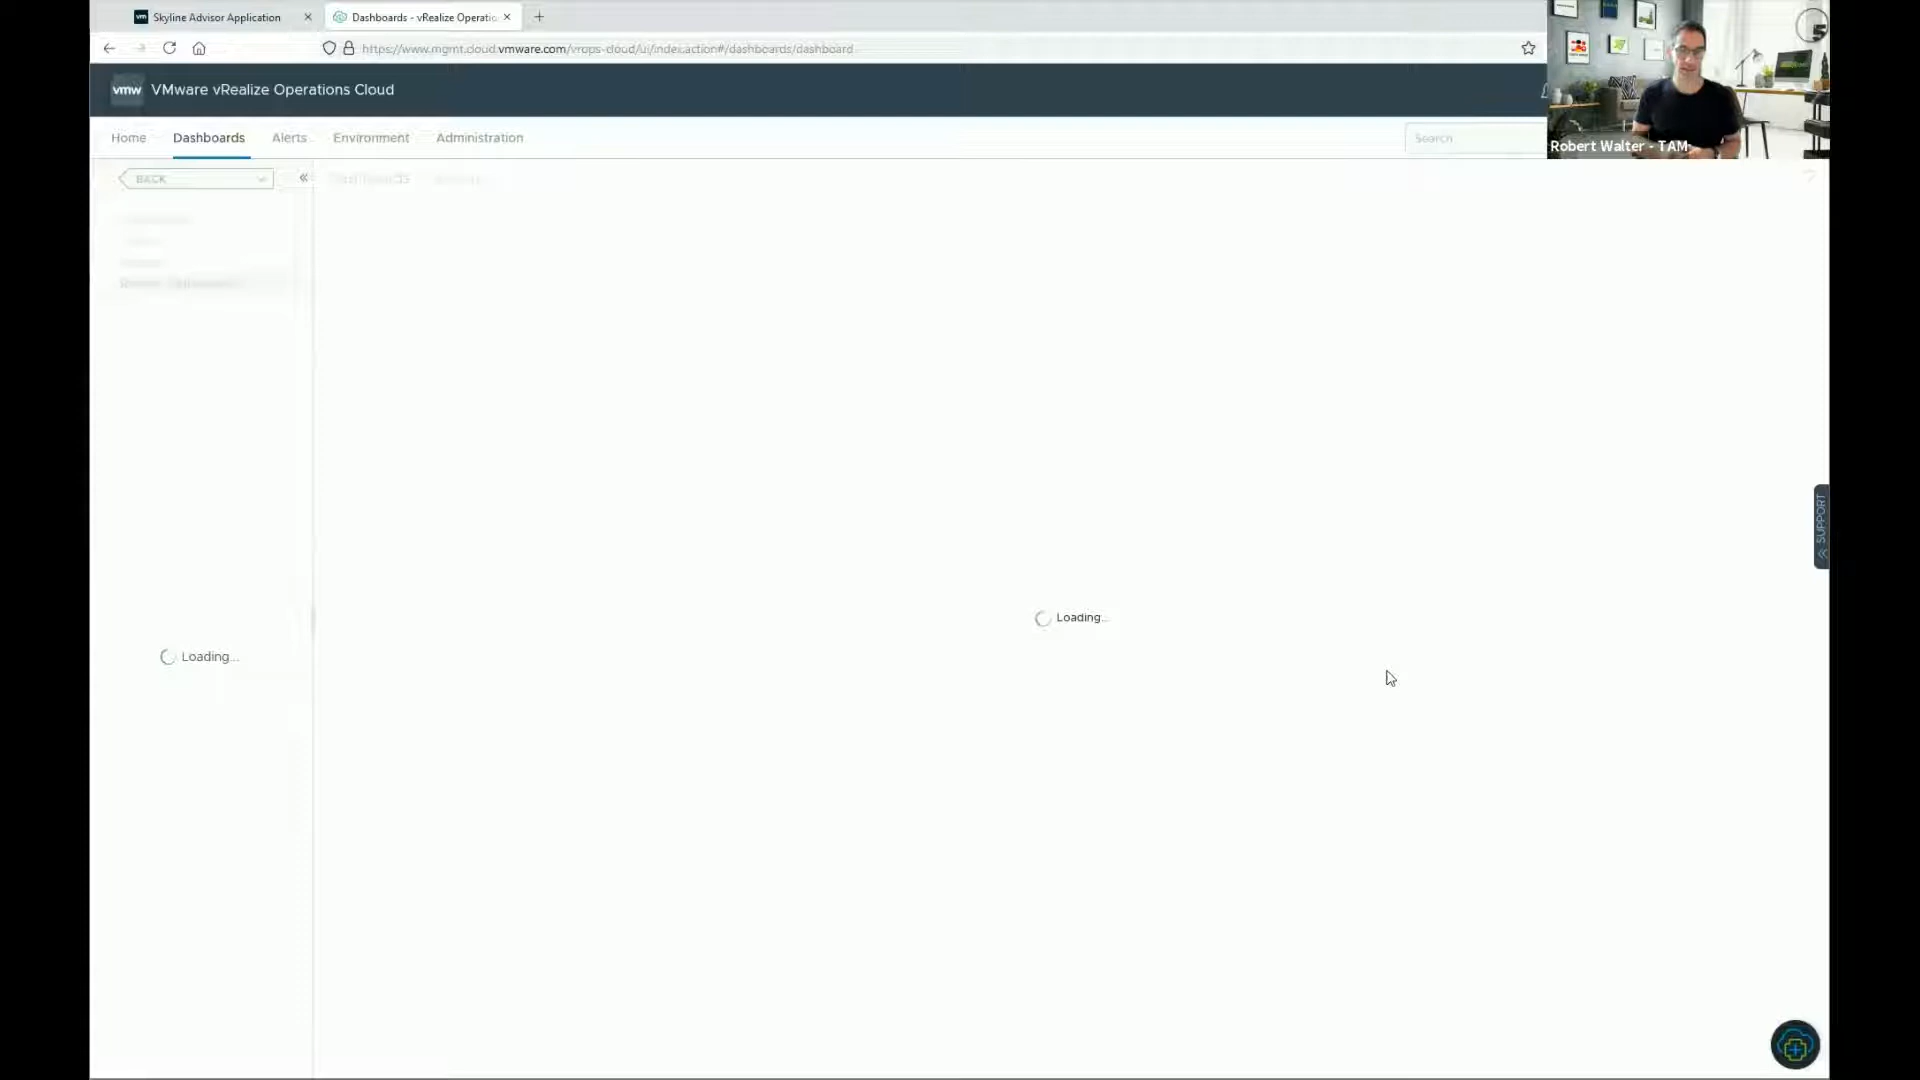 vm Skyline Advisor Application
Dashboards - vRealize Operatio
https://www.mgmt.cloud.vmware.com/vrops-cloud/ui/index.action#/dashboards/dashboard
vmw VMware vRealize Operations Cloud
Home Dashboards Alerts Environment Administration
Search
Robert Walter - TAM
BACK
SUPPORT
Loading...
Loading...